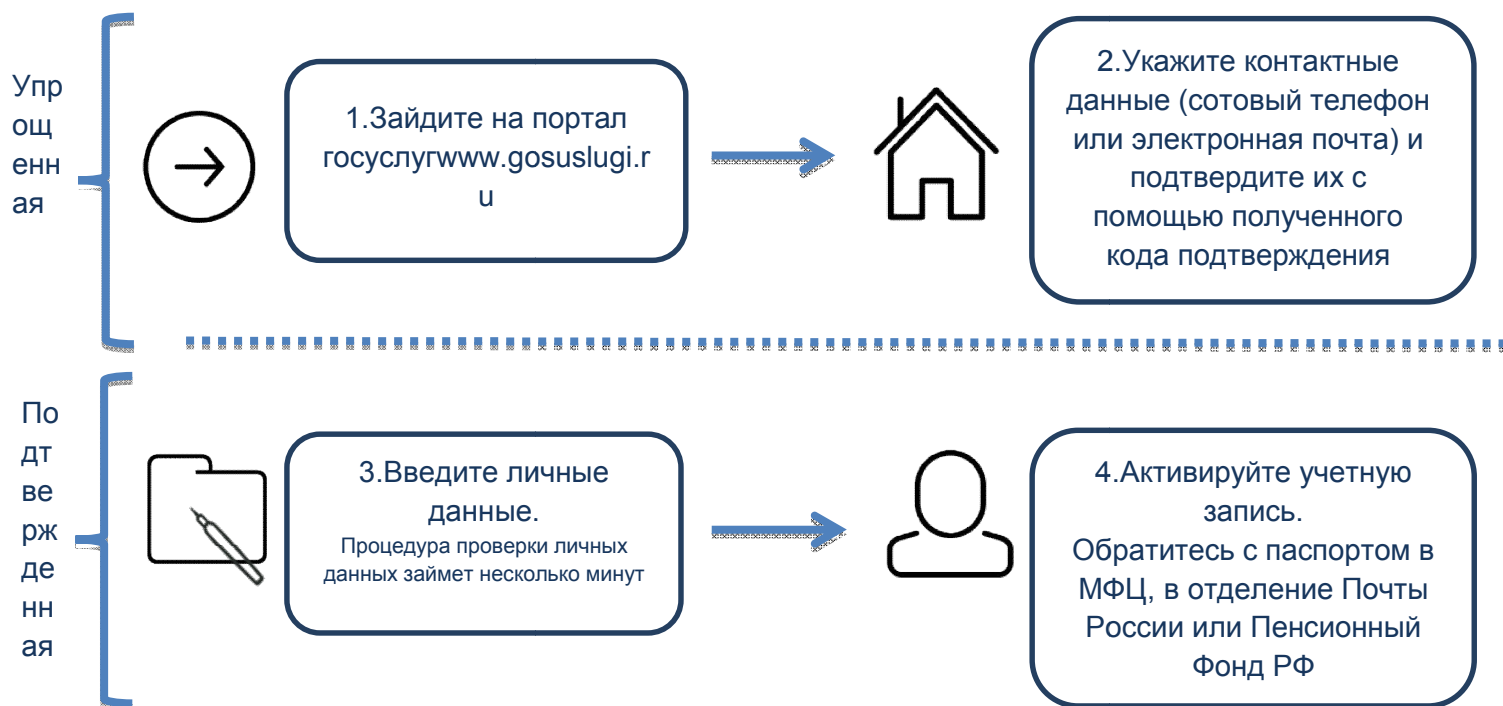 Упр
ощ
енн
ая
1.Зайдите на портал
госуслугwww.gosuslugi.r
u
2.Укажите контактные
данные (сотовый телефон
или электронная почта) и
подтвердите их с
помощью полученного
кода подтверждения
По
дт
ве
рж
де
нн
ая
3.Введите личные
данные.
Процедура проверки личных
данных займет несколько минут
4.Активируйте учетную
запись.
Обратитесь с паспортом в
МФЦ, в отделение Почты
России или Пенсионный
Фонд РФ